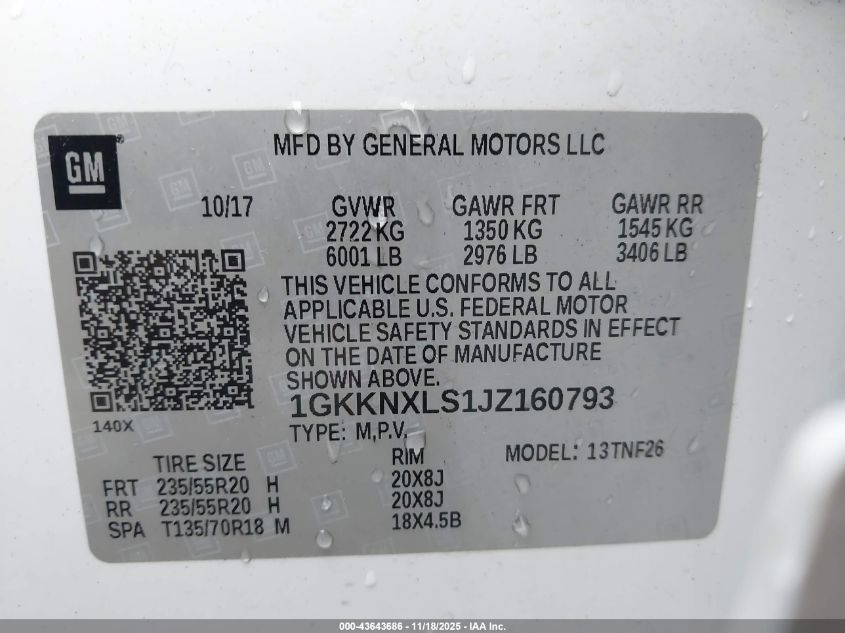 GM
MFD BY GENERAL MOTORS LLC
10/17 GVWR GAWR FRT GAWR RR
2722 KG 1350 KG 1545 KG
6001 LB 2976 LB 3406 LB
THIS VEHICLE CONFORMS TO ALL
APPLICABLE U.S. FEDERAL MOTOR
VEHICLE SAFETY STANDARDS IN EFFECT
ON THE DATE OF MANUFACTURE
SHOWN ABOVE.
1GKKNXLS1JZ160793
140X
TYPE: M,P.V.
MODEL: 13TNF26
TIRE SIZE RIM
FRT 235/55R20 H 20X8J
RR 235/55R20 H 20X8J
SPA T135/70R18 M 18X4.5B
000-43643686 - 11/18/2025 - IAA Inc.